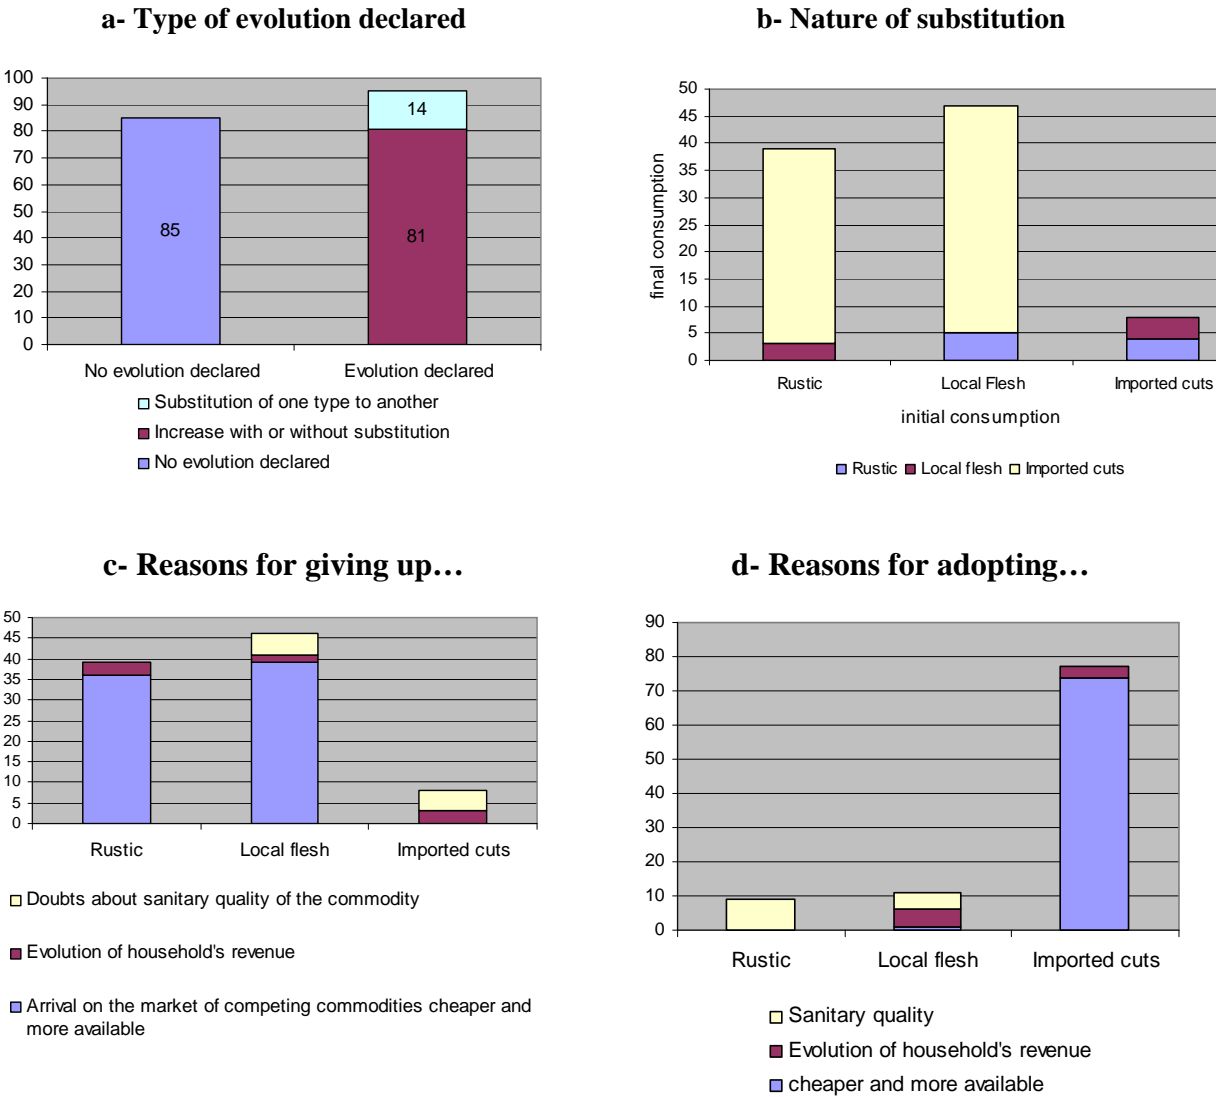 a- Type of evolution declared
100
90
80
70
60
50
40
30
20
10
0
14
85
81
No evolution declared
Evolution declared
Substitution of one type to another
Increase with or without substitution
No evolution declared
b- Nature of substitution
final consumption
50
45
40
35
30
25
20
15
10
5
0
Rustic
Local Flesh
Imported cuts
initial consumption
Rustic
Local flesh
Imported cuts
c- Reasons for giving up…
50
45
40
35
30
25
20
15
10
5
0
Rustic
Local flesh
Imported cuts
Doubts about sanitary quality of the commodity
Evolution of household's revenue
Arrival on the market of competing commodities cheaper and
more available
d- Reasons for adopting…
90
80
70
60
50
40
30
20
10
0
Rustic
Local flesh
Imported cuts
Sanitary quality
Evolution of household's revenue
cheaper and more available